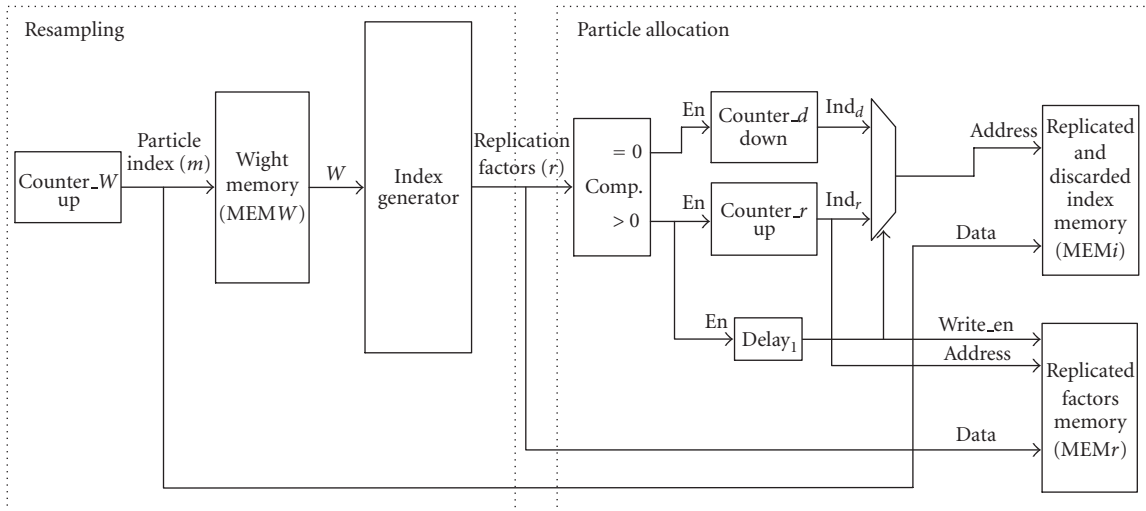 Resampling
Particle allocation
Counter_W
up
Particle
index (m)
Wight
memory
(MEMW)
W
Index
generator
Replication
factors (r)
= 0
Comp.
> 0
En
Counter_d
down
Ind_d
En
Counter_r
up
Ind_r
En
Delay_1
Address
Replicated
and
discarded
index
memory
(MEMi)
Data
Write_en
Address
Replicated
factors
memory
(MEMr)
Data